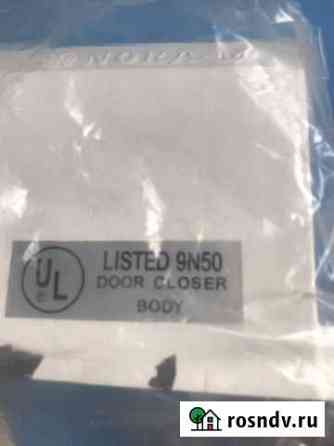 LISTED 9N50
UL
DOOR CLOSER
BODY
rosndv.ru